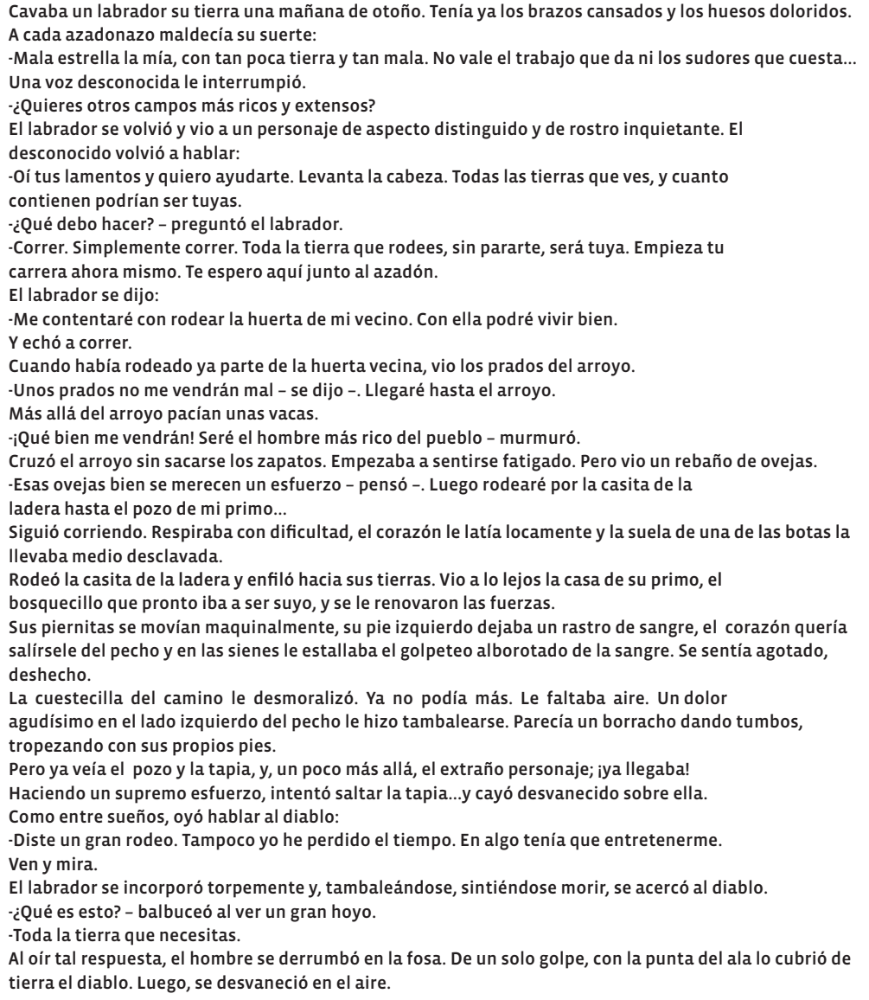 Cavaba un labrador su tierra una mañana de otoño. Tenía ya los brazos cansados y los huesos doloridos.
A cada azadonazo maldecía su suerte:
-Mala estrella la mía, con tan poca tierra y tan mala. No vale el trabajo que da ni los sudores que cuesta...
Una voz desconocida le interrumpió.
-¿Quieres otros campos más ricos y extensos?
El labrador se volvió y vio a un personaje de aspecto distinguido y de rostro inquietante. El
desconocido volvió a hablar:
-Oí tus lamentos y quiero ayudarte. Levanta la cabeza. Todas las tierras que ves, y cuanto
contienen podrían ser tuyas.
-¿Qué debo hacer? – preguntó el labrador.
-Correr. Simplemente correr. Toda la tierra que rodees, sin pararte, será tuya. Empieza tu
carrera ahora mismo. Te espero aquí junto al azadón.
El labrador se dijo:
-Me contentaré con rodear la huerta de mi vecino. Con ella podré vivir bien.
Y echó a correr.
Cuando había rodeado ya parte de la huerta vecina, vio los prados del arroyo.
-Unos prados no me vendrán mal – se dijo –. Llegaré hasta el arroyo.
Más allá del arroyo pacían unas vacas.
-¡Qué bien me vendrán! Seré el hombre más rico del pueblo – murmuró.
Cruzó el arroyo sin sacarse los zapatos. Empezaba a sentirse fatigado. Pero vio un rebaño de ovejas.
-Esas ovejas bien se merecen un esfuerzo – pensó –. Luego rodearé por la casita de la
ladera hasta el pozo de mi primo...
Siguió corriendo. Respiraba con dificultad, el corazón le latía locamente y la suela de una de las botas la
llevaba medio desclavada.
Rodeó la casita de la ladera y enfiló hacia sus tierras. Vio a lo lejos la casa de su primo, el
bosquecillo que pronto iba a ser suyo, y se le renovaron las fuerzas.
Sus piernitas se movían maquinalmente, su pie izquierdo dejaba un rastro de sangre, el  corazón quería
salírsele del pecho y en las sienes le estallaba el golpeteo alborotado de la sangre. Se sentía agotado,
deshecho.
La cuestecilla del camino le desmoralizó. Ya no podía más. Le faltaba aire. Un dolor
agudísimo en el lado izquierdo del pecho le hizo tambalearse. Parecía un borracho dando tumbos,
tropezando con sus propios pies.
Pero ya veía el  pozo y la tapia, y, un poco más allá, el extraño personaje; ¡ya llegaba!
Haciendo un supremo esfuerzo, intentó saltar la tapia...y cayó desvanecido sobre ella.
Como entre sueños, oyó hablar al diablo:
-Diste un gran rodeo. Tampoco yo he perdido el tiempo. En algo tenía que entretenerme.
Ven y mira.
El labrador se incorporó torpemente y, tambaleándose, sintiéndose morir, se acercó al diablo.
-¿Qué es esto? – balbuceó al ver un gran hoyo.
-Toda la tierra que necesitas.
Al oír tal respuesta, el hombre se derrumbó en la fosa. De un solo golpe, con la punta del ala lo cubrió de
tierra el diablo. Luego, se desvaneció en el aire.